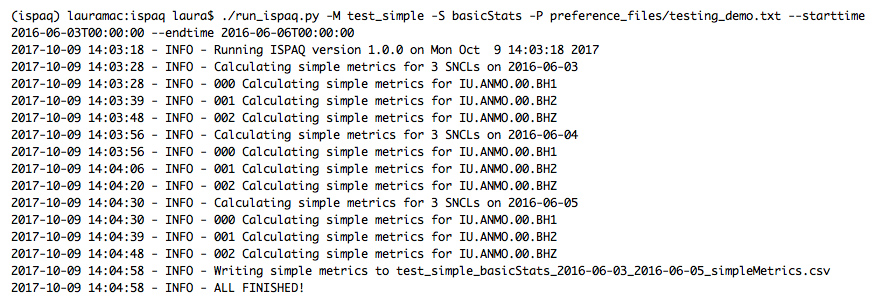 (ispaq) lauramac:ispaq laura$ ./run_ispaq.py -M test_simple -S basicStats -P preference_files/testing_demo.txt --starttime
2016-06-03T00:00:00 --endtime 2016-06-06T00:00:00
2017-10-09 14:03:18 - INFO - Running ISPAQ version 1.0.0 on Mon Oct  9 14:03:18 2017
2017-10-09 14:03:28 - INFO - Calculating simple metrics for 3 SNCLs on 2016-06-03
2017-10-09 14:03:28 - INFO - 000 Calculating simple metrics for IU.ANMO.00.BH1
2017-10-09 14:03:39 - INFO - 001 Calculating simple metrics for IU.ANMO.00.BH2
2017-10-09 14:03:48 - INFO - 002 Calculating simple metrics for IU.ANMO.00.BHZ
2017-10-09 14:03:56 - INFO - Calculating simple metrics for 3 SNCLs on 2016-06-04
2017-10-09 14:03:56 - INFO - 000 Calculating simple metrics for IU.ANMO.00.BH1
2017-10-09 14:04:06 - INFO - 001 Calculating simple metrics for IU.ANMO.00.BH2
2017-10-09 14:04:20 - INFO - 002 Calculating simple metrics for IU.ANMO.00.BHZ
2017-10-09 14:04:30 - INFO - Calculating simple metrics for 3 SNCLs on 2016-06-05
2017-10-09 14:04:30 - INFO - 000 Calculating simple metrics for IU.ANMO.00.BH1
2017-10-09 14:04:39 - INFO - 001 Calculating simple metrics for IU.ANMO.00.BH2
2017-10-09 14:04:48 - INFO - 002 Calculating simple metrics for IU.ANMO.00.BHZ
2017-10-09 14:04:58 - INFO - Writing simple metrics to test_simple_basicStats_2016-06-03_2016-06-05_simpleMetrics.csv
2017-10-09 14:04:58 - INFO - ALL FINISHED!